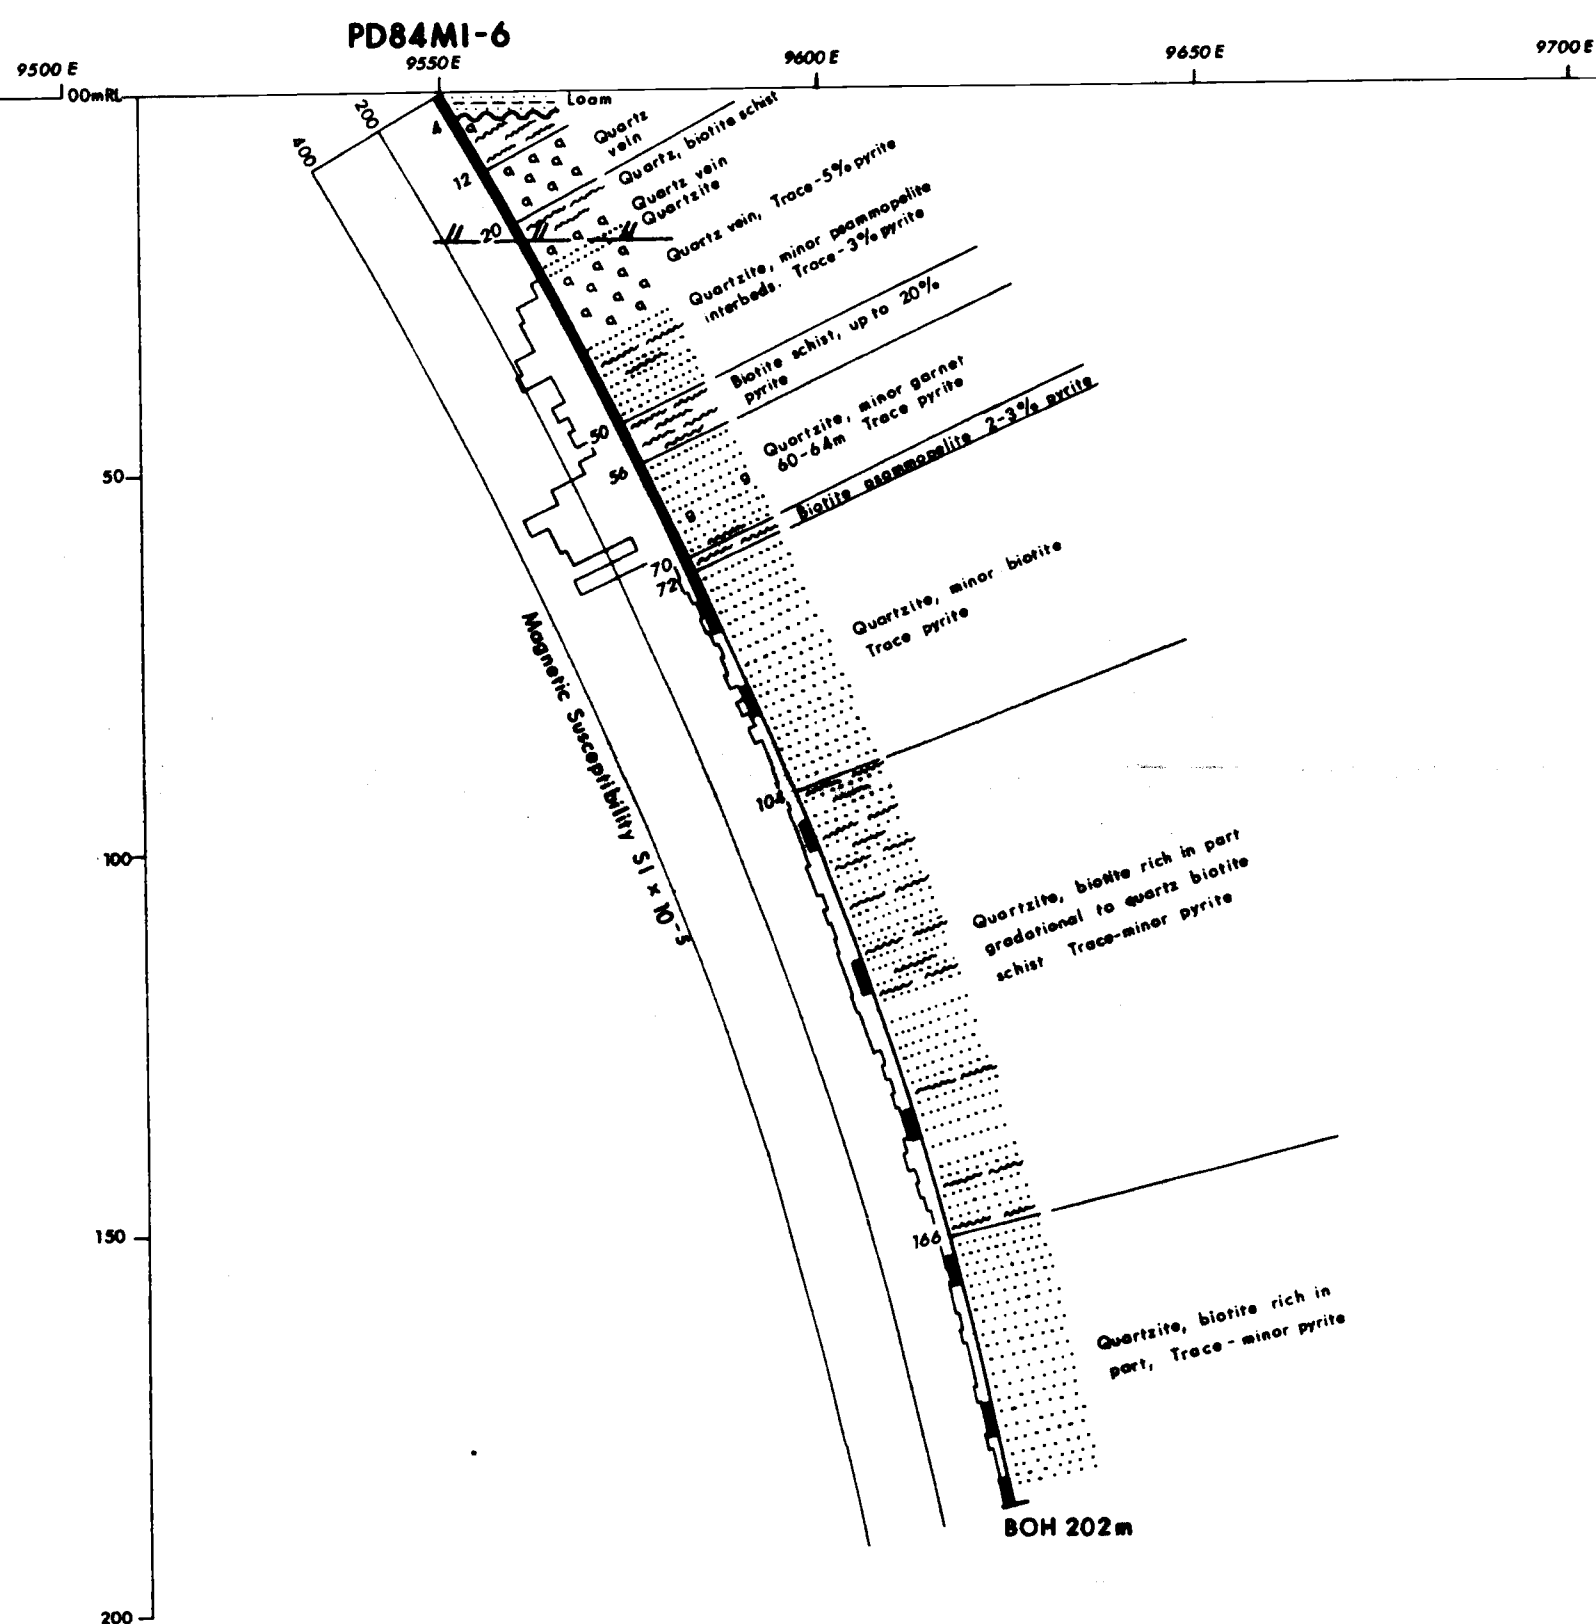 PD84MI-6
9500 E
9550 E
9600 E
9650 E
9700 E
00mRL
200
400
Loam
4
Quartz
vein
12
Quartz, biotite schist
Quartz vein
Quartzite
20
Quartz vein, Trace-5% pyrite
Quartzite, minor psammopelite
interbeds. Trace-3% pyrite
Biotite schist, up to 20%
pyrite
50
56
Quartzite, minor garnet
60-64m Trace pyrite
g
g
Biotite psammopelite 2-3% pyrite
50
70
72
Quartzite, minor biotite
Trace pyrite
Magnetic Susceptibility SI x 10-5
104
100
Quartzite, biotite rich in part
gradational to quartz biotite
schist Trace-minor pyrite
150
166
Quartzite, biotite rich in
part, Trace - minor pyrite
BOH 202m
200